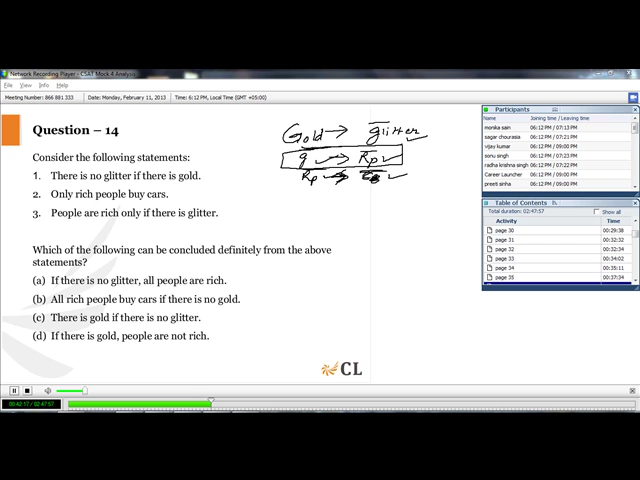 Network Recording Player - CSAT Mock 4 Analysis
File View Info Help
Meeting Number: 866 881 333 Date: Monday, February 11, 2013 Time: 6:12 PM, Local Time (GMT +05:00)
Question – 14
Consider the following statements:
1. There is no glitter if there is gold.
2. Only rich people buy cars.
3. People are rich only if there is glitter.
Which of the following can be concluded definitely from the above
statements?
(a) If there is no glitter, all people are rich.
(b) All rich people buy cars if there is no gold.
(c) There is gold if there is no glitter.
(d) If there is gold, people are not rich.
Gold → glitter
g → Rp
Rp →
CL
Participants
Name Joining time / Leaving time
monika sain 06:12 PM / 07:13 PM
sagar chourasia 06:12 PM / 07:21 PM
vijay kumar 06:12 PM / 09:00 PM
sonu singh 06:12 PM / 07:23 PM
radha krishna singh 06:12 PM / 07:22 PM
Career Launcher 06:12 PM / 09:00 PM
preeti sinha 06:12 PM / 09:00 PM
Table of Contents
Total duration: 02:47:57 Show all
Activity Time
page 30 00:29:38
page 31 00:32:32
page 32 00:32:34
page 33 00:34:02
page 34 00:35:11
page 35 00:37:34
00:42:17 / 02:47:57